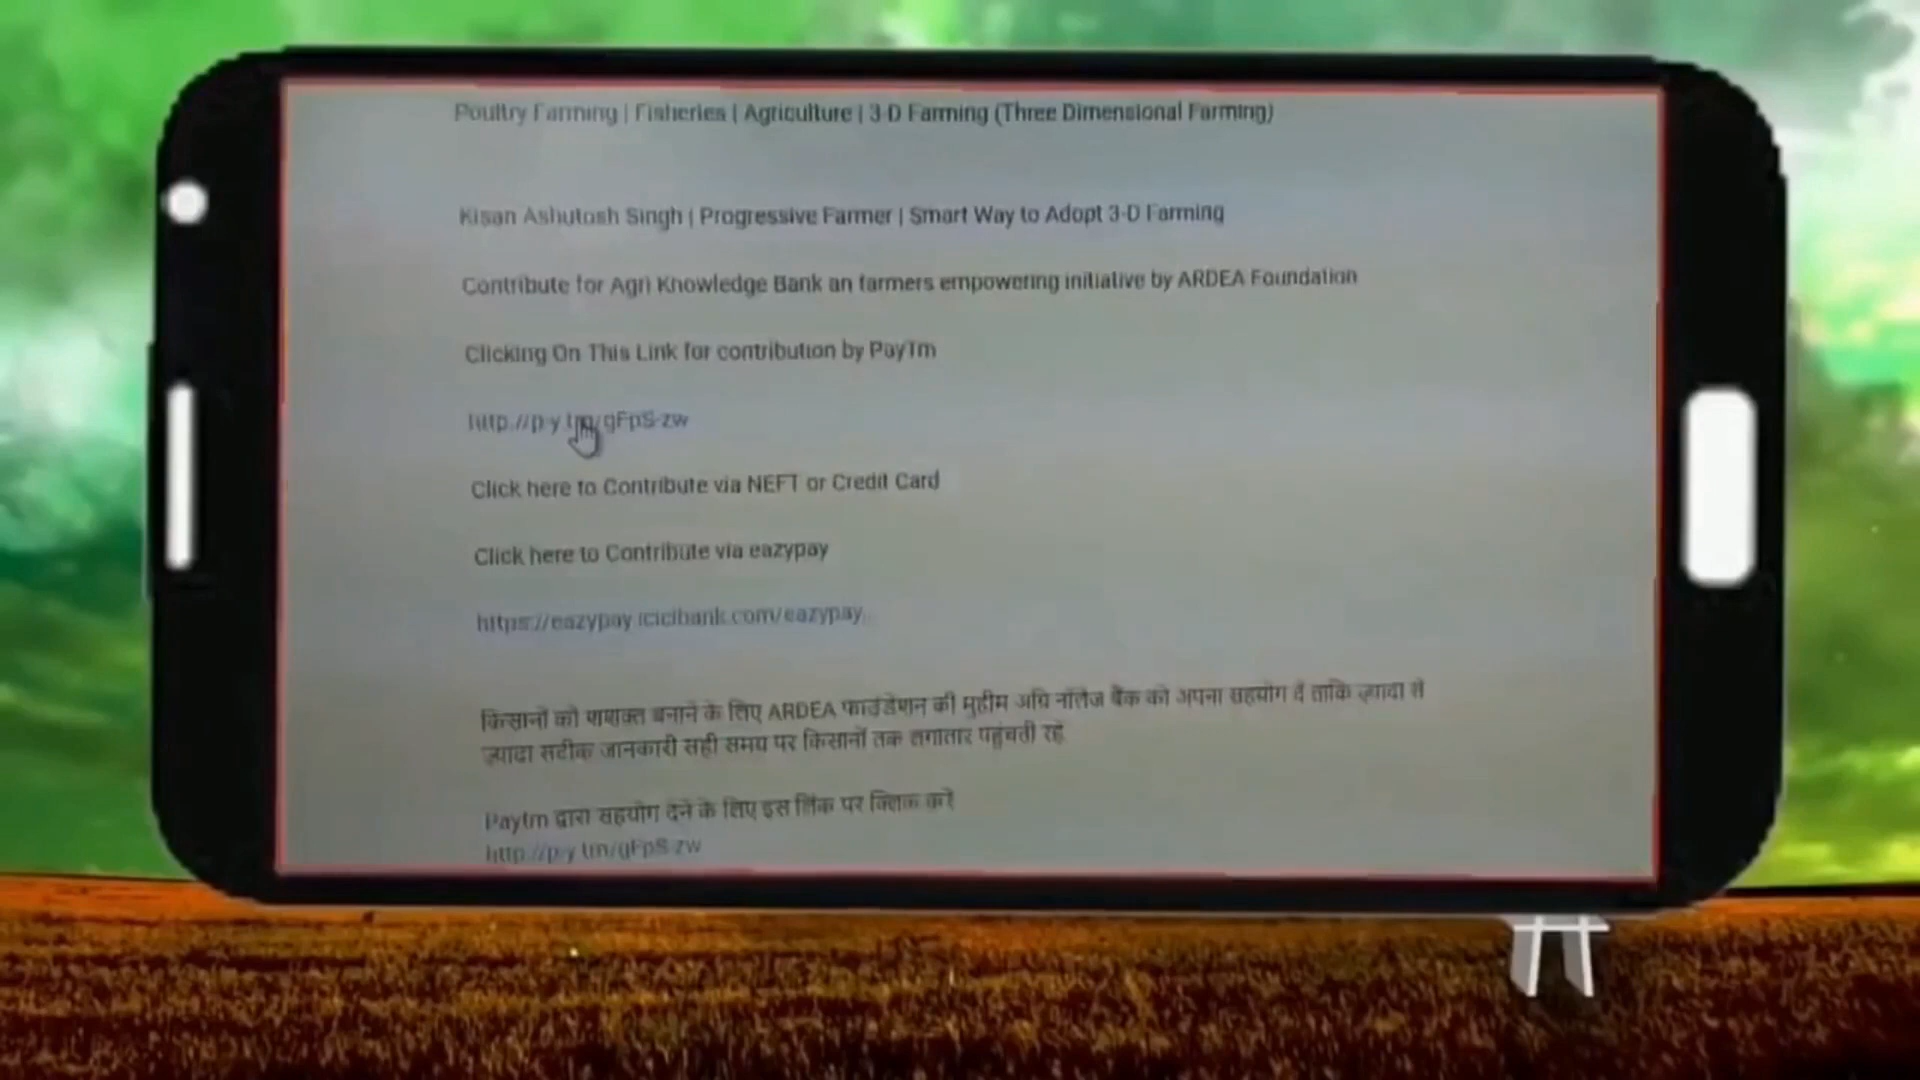 Poultry Farming | Fisheries | Agriculture | 3-D Farming (Three Dimensional Farming)
Kisan Ashutosh Singh | Progressive Farmer | Smart Way to Adopt 3-D Farming
Contribute for Agri Knowledge Bank an farmers empowering initiative by ARDEA Foundation
Clicking On This Link for contribution by PayTm
http://p-y.tm/gFpS-zw
Click here to Contribute via NEFT or Credit Card
Click here to Contribute via eazypay
https://eazypay.icicibank.com/eazypay...
किसानों को सशक्त बनाने के लिए ARDEA फाउंडेशन की मुहीम अग्रि नॉलेज बैंक को अपना सहयोग दें ताकि ज़्यादा से
ज़्यादा सटीक जानकारी सही समय पर किसानों तक लगातार पहुंचती रहे
Paytm द्वारा सहयोग देने के लिए इस लिंक पर क्लिक करें
http://p-y.tm/gFpS-zw